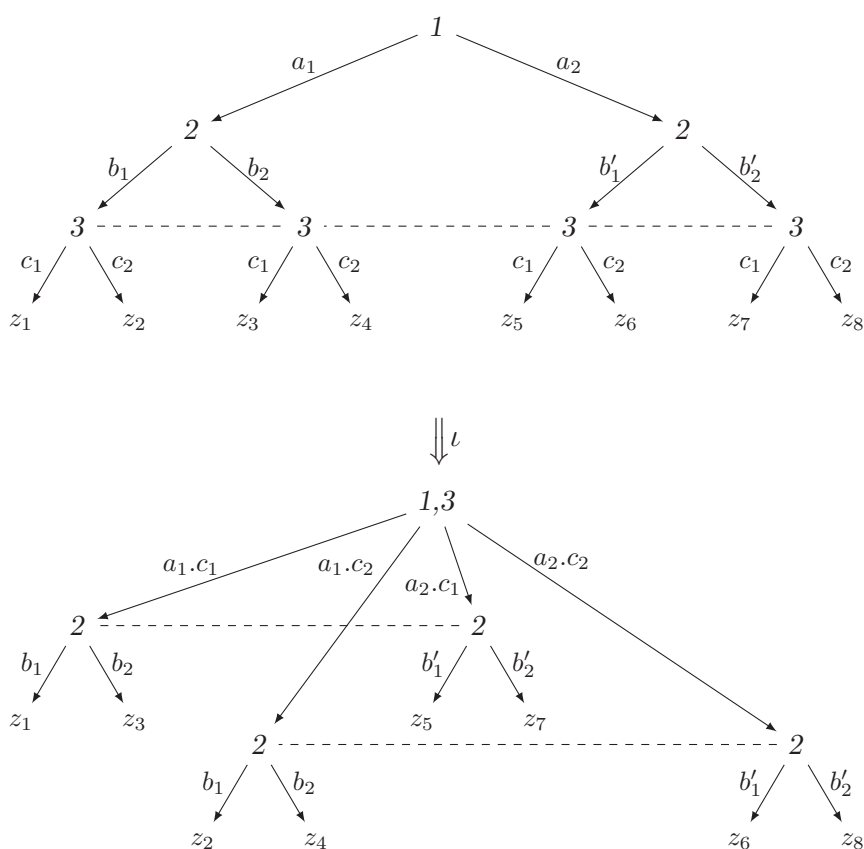 1
a₁ a₂
2 2
b₁ b₂ b′₁ b′₂
3 3 3 3
c₁ c₂ c₁ c₂ c₁ c₂ c₁ c₂
z₁ z₂ z₃ z₄ z₅ z₆ z₇ z₈
⇓ ι
1,3
a₁.c₁ a₁.c₂ a₂.c₁ a₂.c₂
2 2
b₁ b₂ b′₁ b′₂
z₁ z₃ z₅ z₇
2 2
b₁ b₂ b′₁ b′₂
z₂ z₄ z₆ z₈